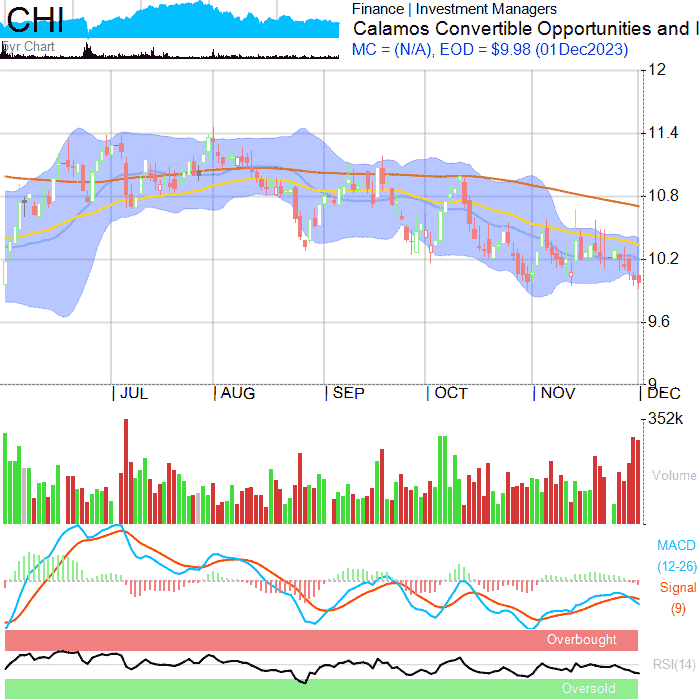 CHI
5yr Chart
Finance | Investment Managers
Calamos Convertible Opportunities and I
MC = (N/A), EOD = $9.98 (01Dec2023)
12
11.4
10.8
10.2
9.6
9
| JUL | AUG | SEP | OCT | NOV | DEC
352k
Volume
MACD
(12-26)
Signal
(9)
Overbought
RSI(14)
Oversold